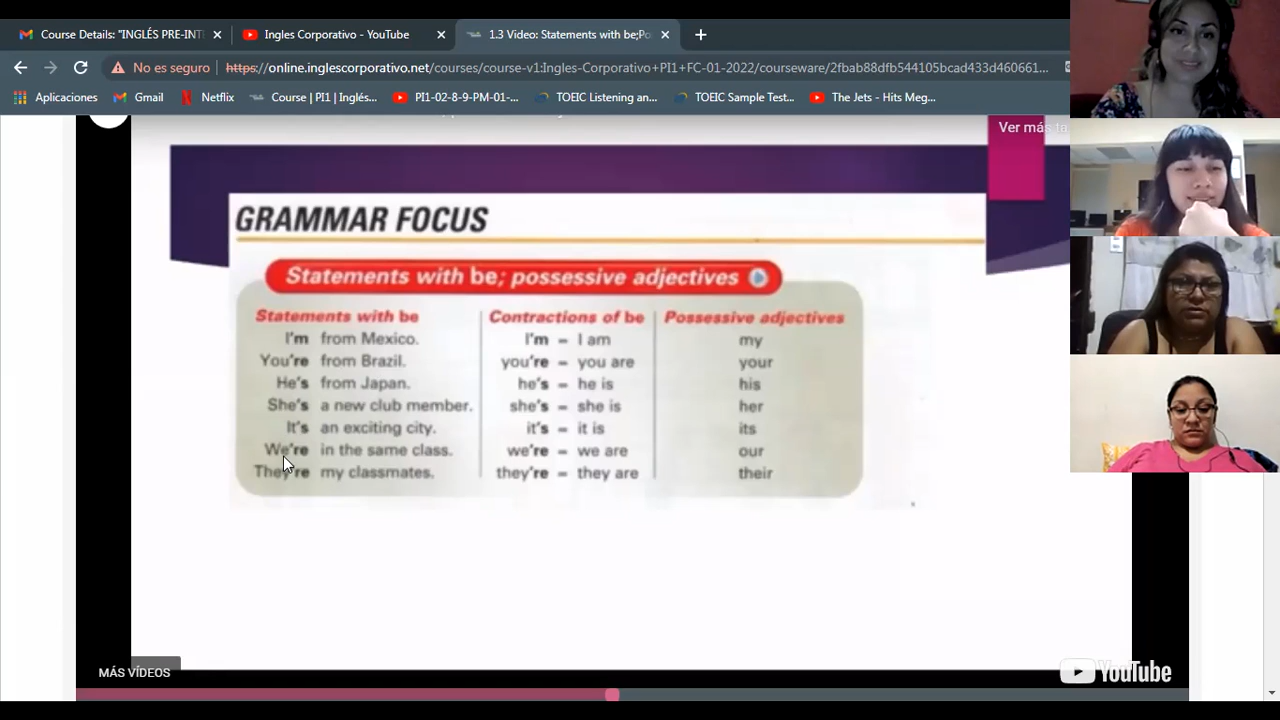 Course Details: "INGLÉS PRE-INT
Ingles Corporativo - YouTube
1.3 Video: Statements with be;Po
No es seguro
https://online.inglescorporativo.net/courses/course-v1:Ingles-Corporativo+PI1+FC-01-2022/courseware/2fbab88dfb544105bcad433d460661...
Aplicaciones
Gmail
Netflix
Course | PI1 | Inglés...
PI1-02-8-9-PM-01-...
TOEIC Listening an...
TOEIC Sample Test...
The Jets - Hits Meg...
Ver más ta
GRAMMAR FOCUS
Statements with be; possessive adjectives
Statements with be Contractions of be Possessive adjectives
I'm from Mexico. I'm = I am my
You're from Brazil. you're = you are your
He's from Japan. he's = he is his
She's a new club member. she's = she is her
It's an exciting city. it's = it is its
We're in the same class. we're = we are our
They're my classmates. they're = they are their
MÁS VÍDEOS
YouTube